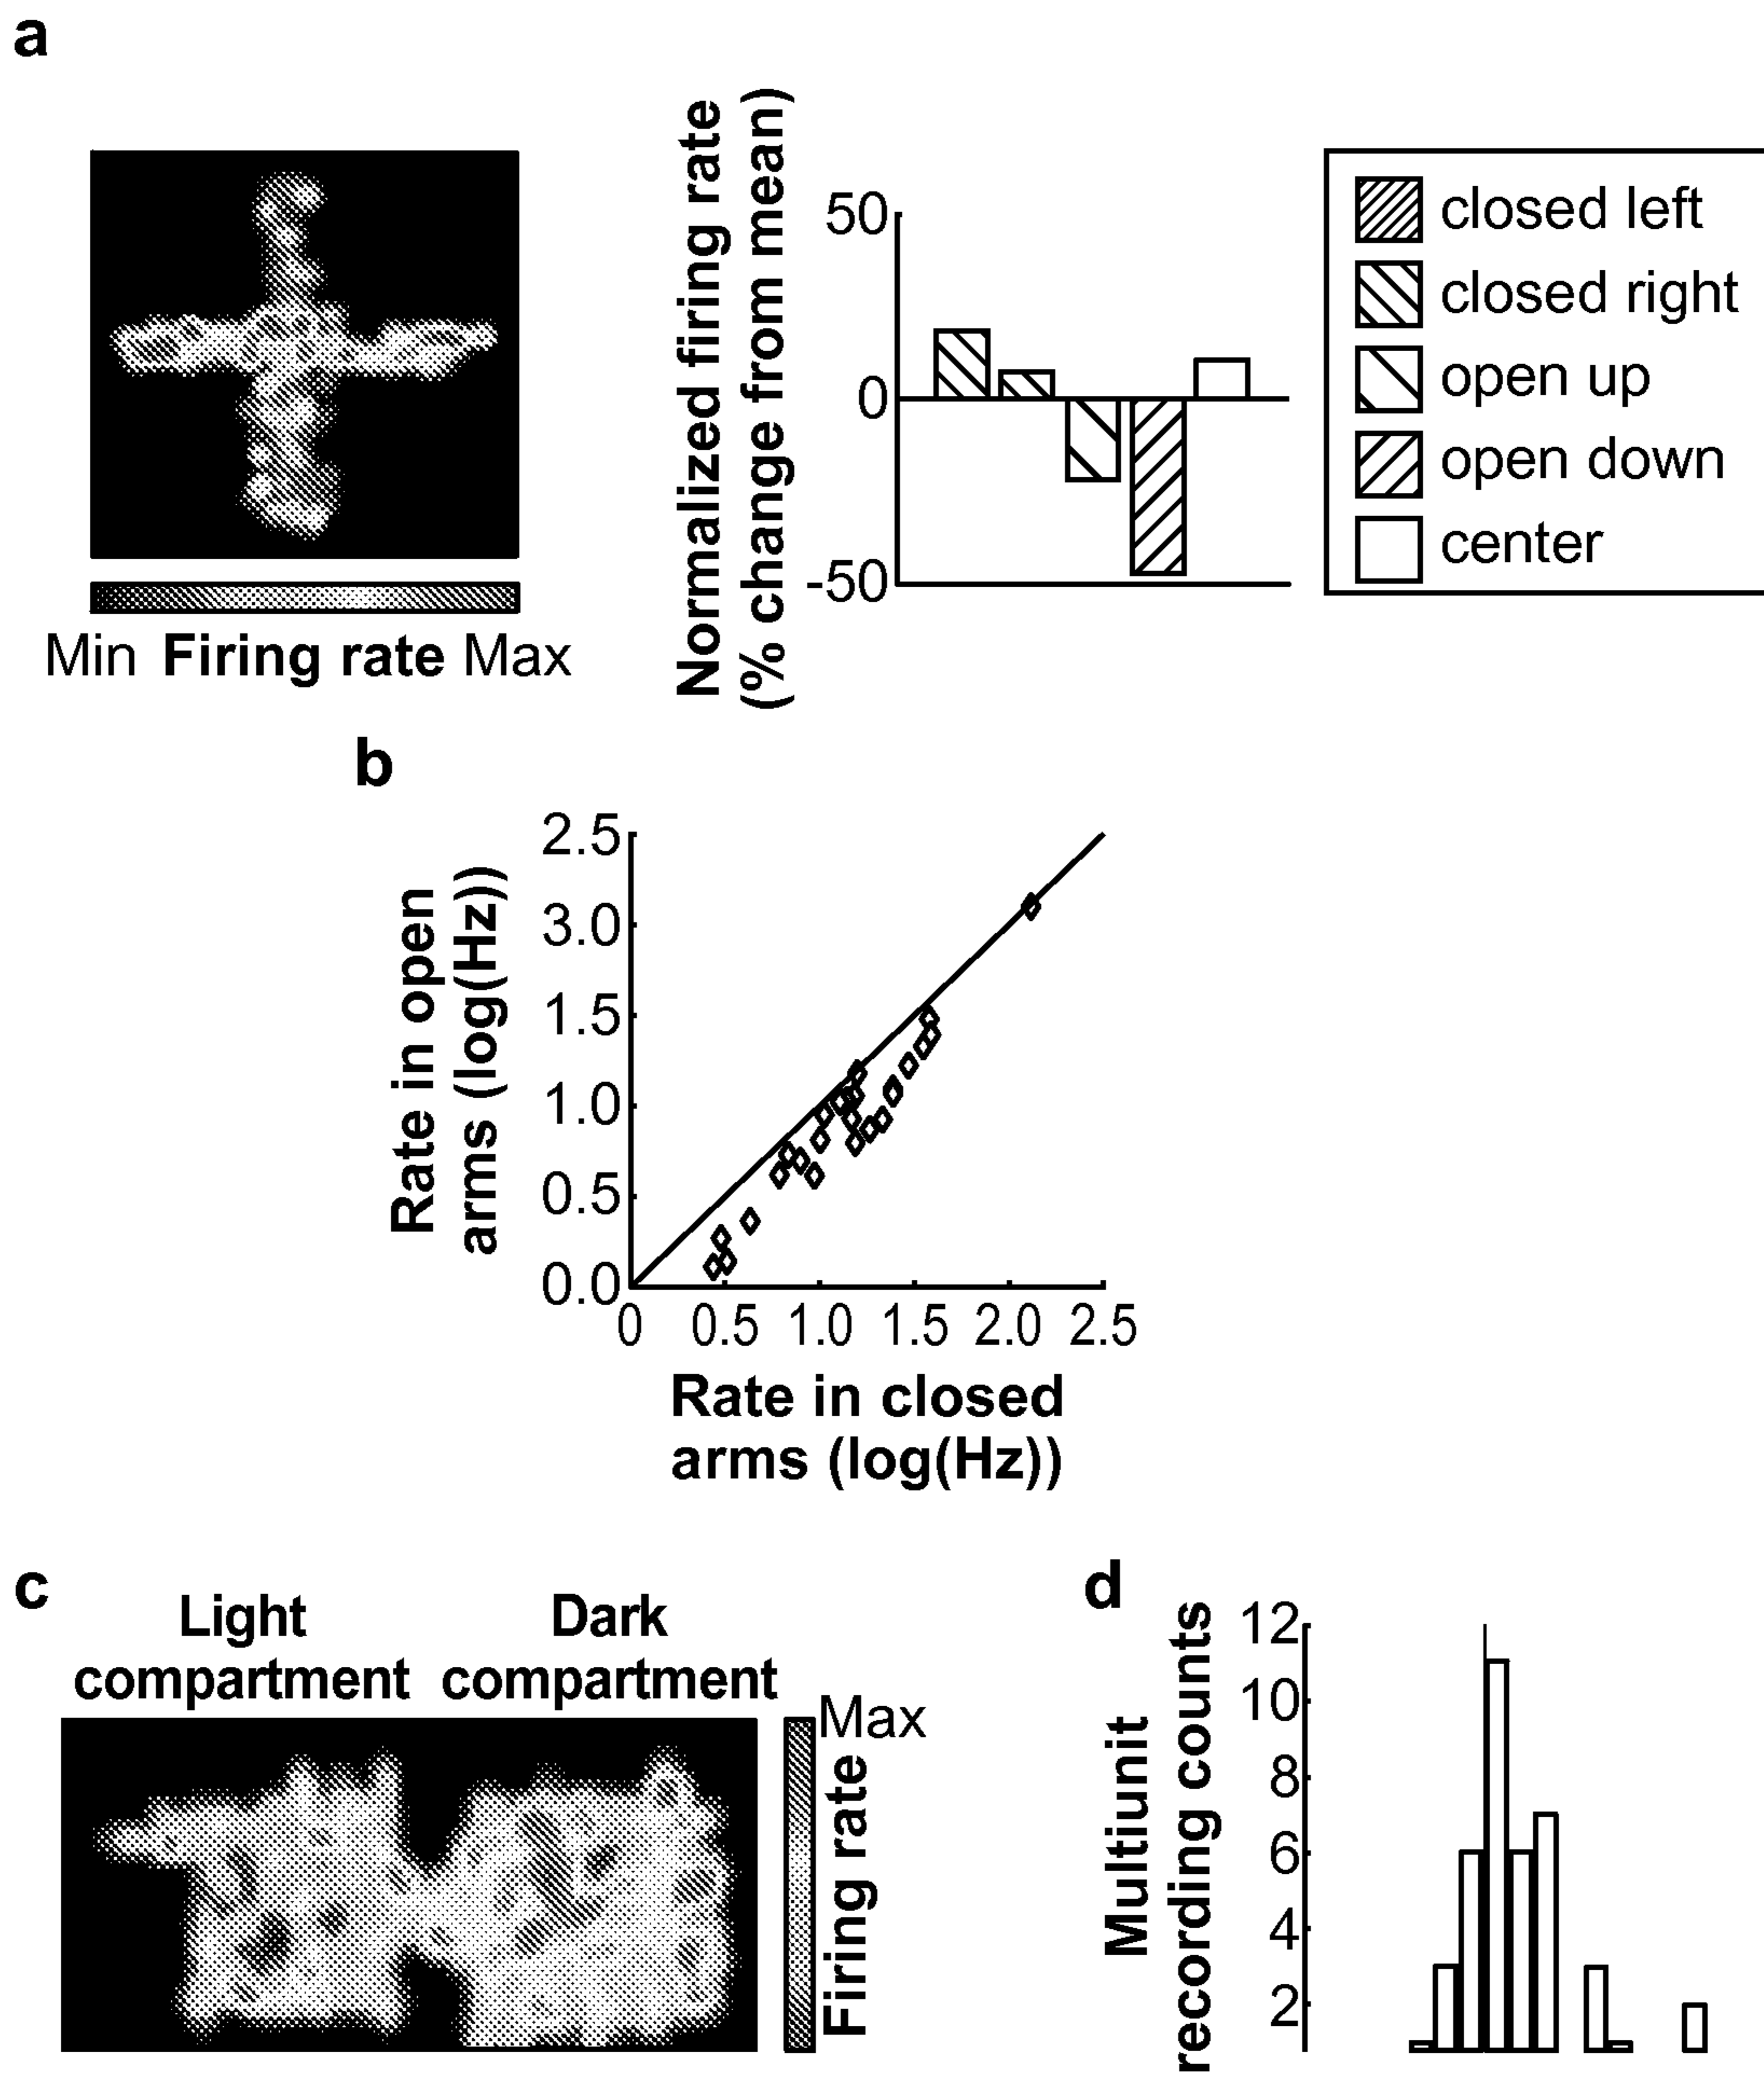 a
Normalized firing rate
(% change from mean)
50
0
-50
closed left
closed right
open up
open down
center
Min Firing rate Max
b
Rate in open
arms (log(Hz))
2.5
3.0
1.5
1.0
0.5
0.0
0 0.5 1.0 1.5 2.0 2.5
Rate in closed
arms (log(Hz))
c
Light
compartment
Dark
compartment
Max
Firing rate
d
Multiunit
recording counts
12
10
8
6
4
2